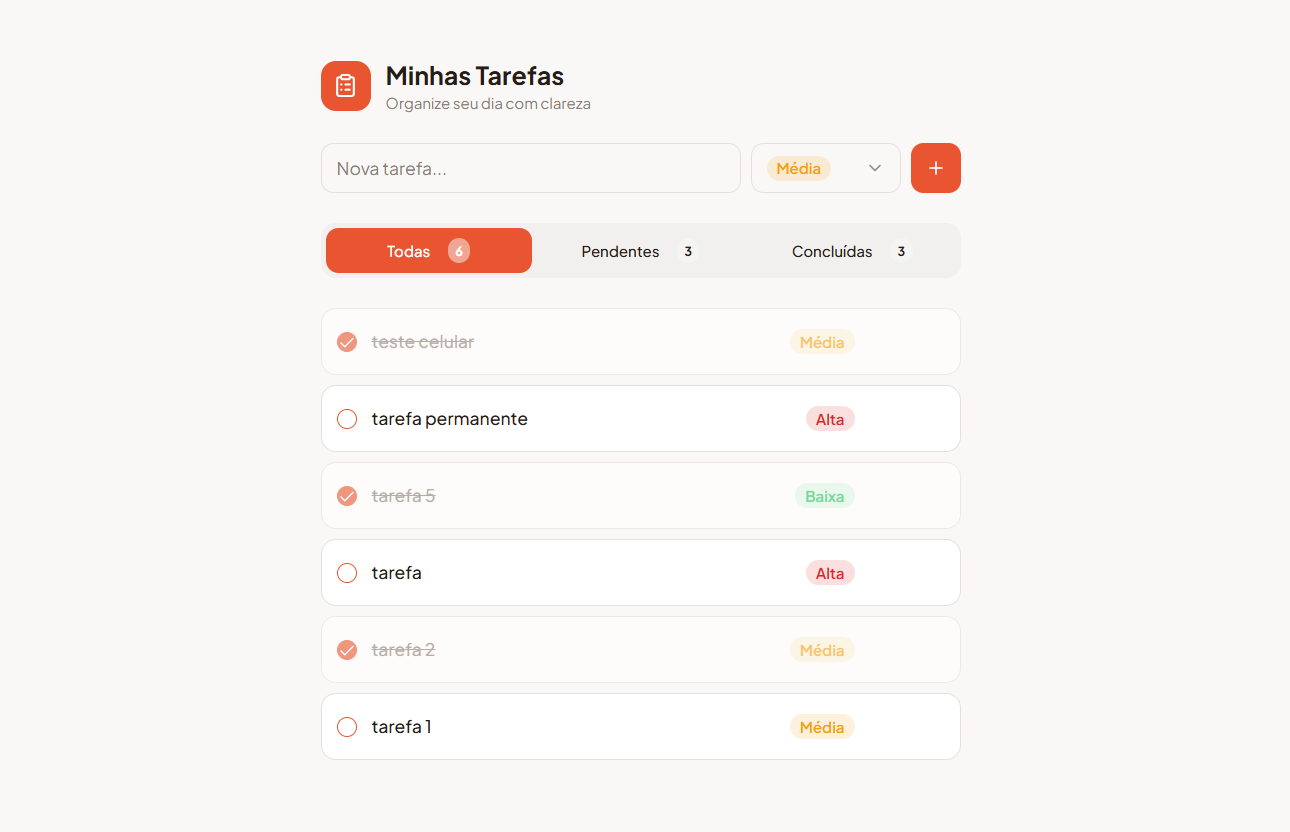 Minhas Tarefas
Organize seu dia com clareza
Nova tarefa...
Média
Todas 6
Pendentes 3
Concluídas 3
teste celular
Média
tarefa permanente
Alta
tarefa 5
Baixa
tarefa
Alta
tarefa 2
Média
tarefa 1
Média